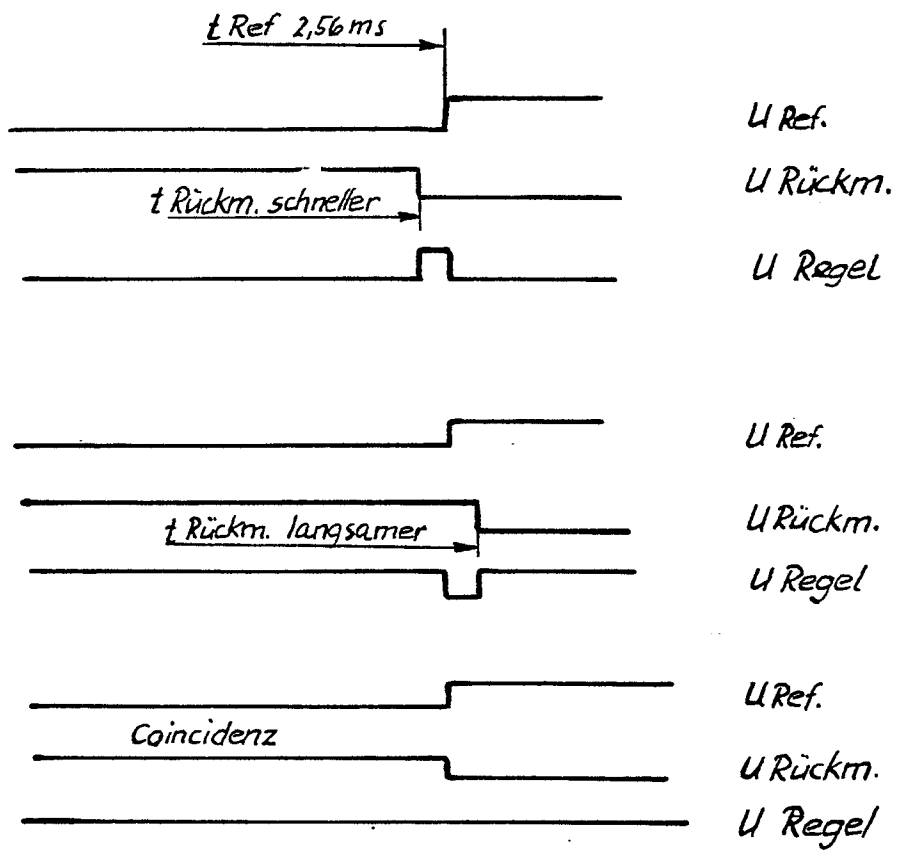 t Ref 2,56 ms
U Ref.
U Rückm.
t Rückm. schneller
U Regel
U Ref.
U Rückm.
t Rückm. langsamer
U Regel
U Ref.
Coincidenz
U Rückm.
U Regel